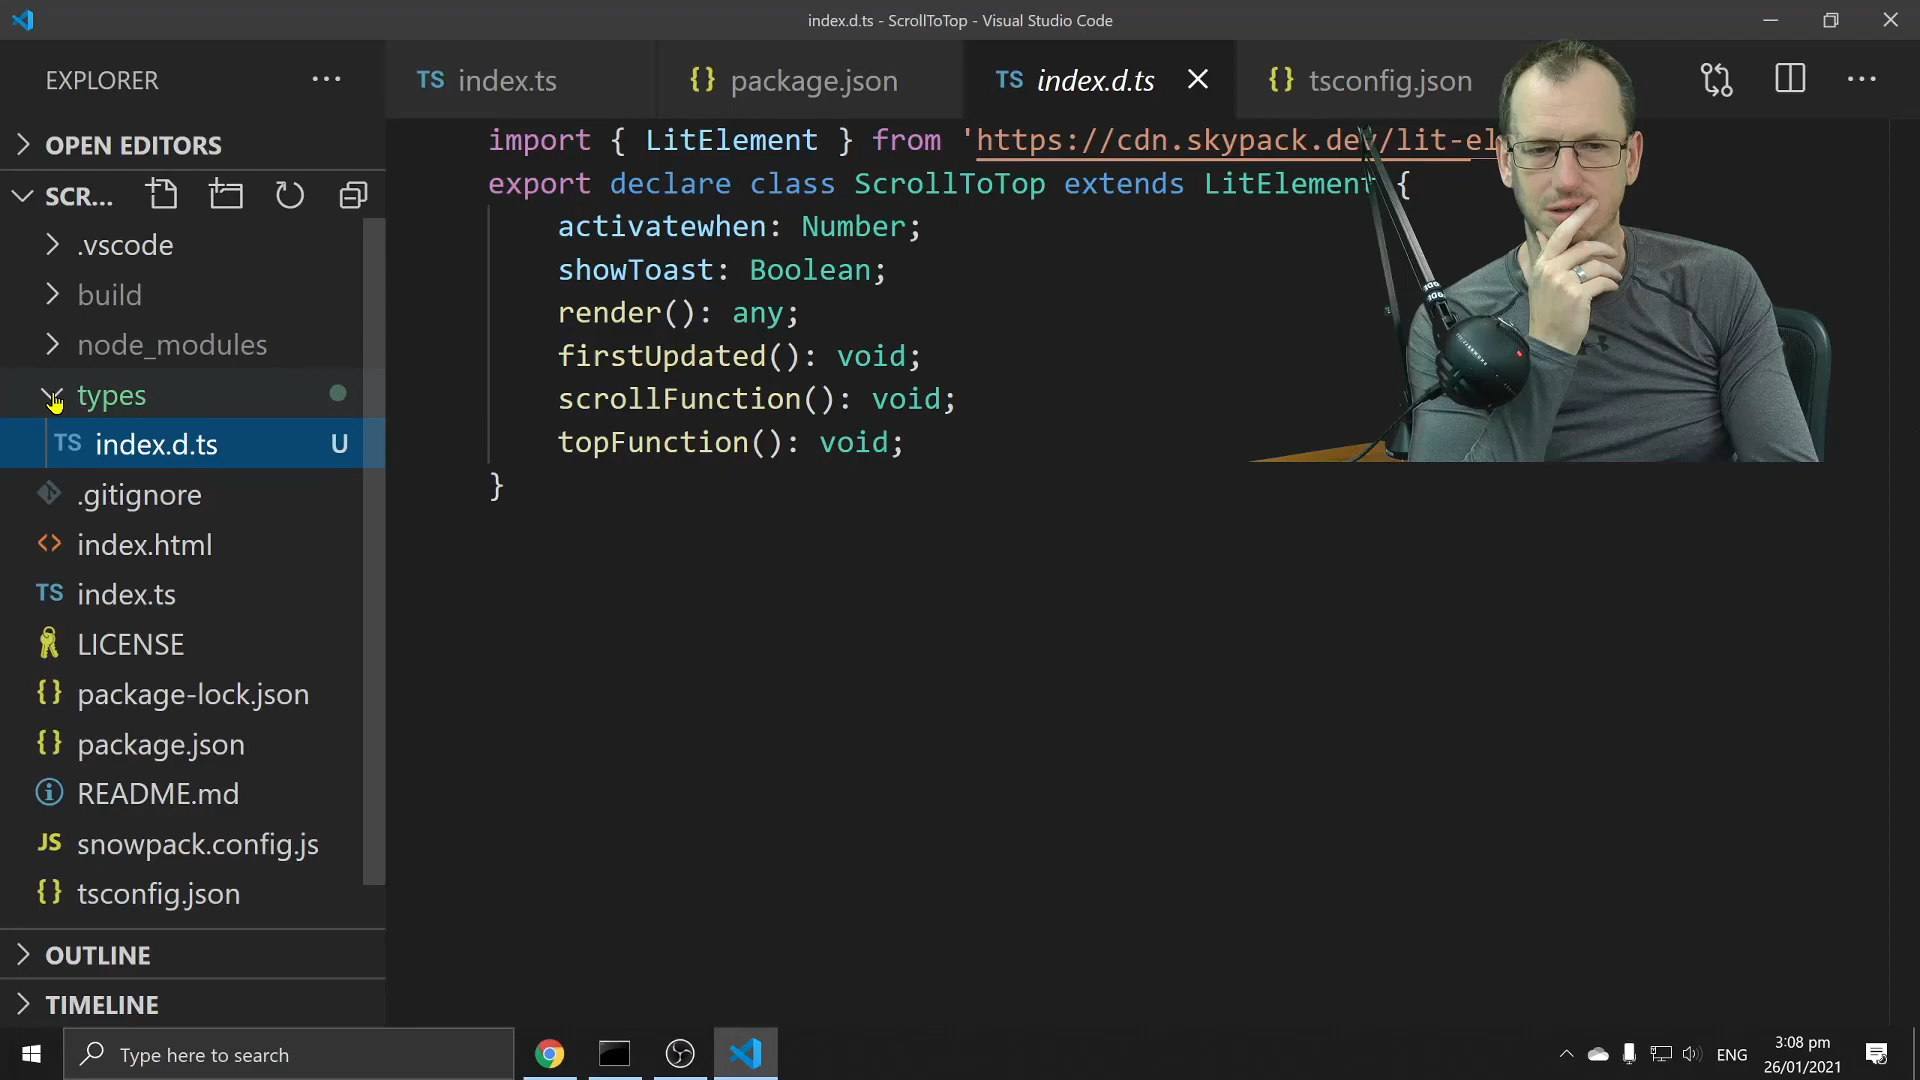 index.d.ts - ScrollToTop - Visual Studio Code
EXPLORER
TS index.ts
{} package.json
TS index.d.ts
{} tsconfig.json
OPEN EDITORS
SCR...
.vscode
build
node_modules
types
TS index.d.ts U
.gitignore
index.html
TS index.ts
LICENSE
{} package-lock.json
{} package.json
README.md
JS snowpack.config.js
{} tsconfig.json
OUTLINE
TIMELINE
import { LitElement } from 'https://cdn.skypack.dev/lit-el
export declare class ScrollToTop extends LitElement {
activatewhen: Number;
showToast: Boolean;
render(): any;
firstUpdated(): void;
scrollFunction(): void;
topFunction(): void;
}
Type here to search
ENG
3:08 pm
26/01/2021